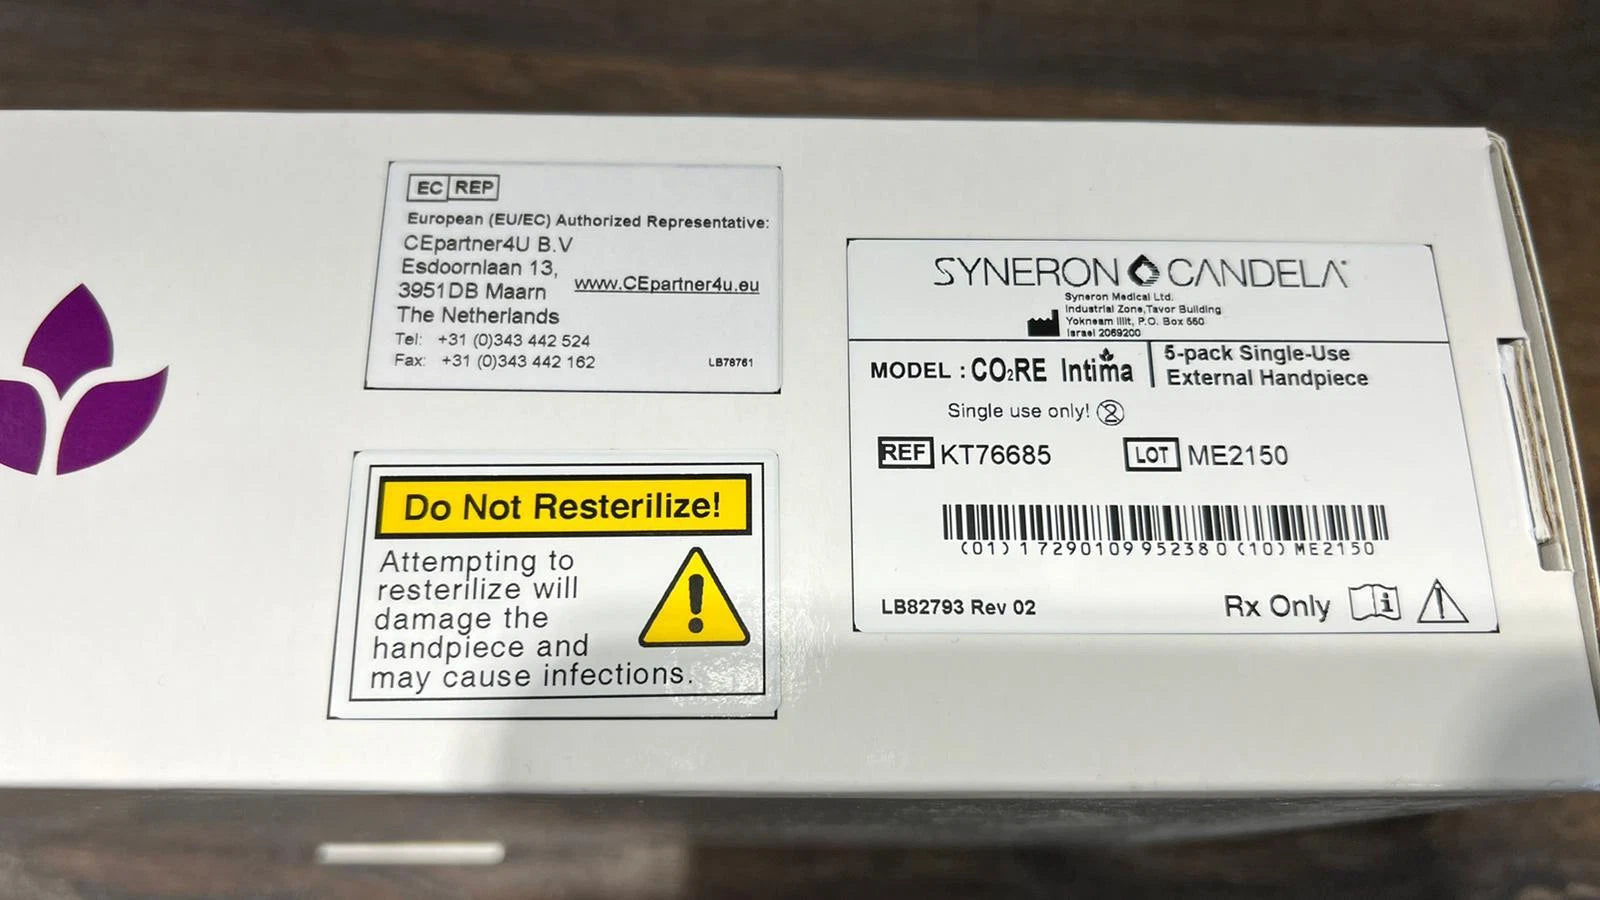 EC REP
European (EU/EC) Authorized Representative:
CEpartner4U B.V
Esdoornlaan 13,
3951DB Maarn
www.CEpartner4u.eu
The Netherlands
Tel: +31 (0)343 442 524
Fax: +31 (0)343 442 162
LB78761
Do Not Resterilize!
Attempting to
resterilize will
damage the
handpiece and
may cause infections.
SYNERON CANDELA
Syneron Medical Ltd.
Industrial Zone,Tavor Building
Yokneam Illit, P.O. Box 550
Israel 2069200
MODEL : CO₂RE Intima
5-pack Single-Use
External Handpiece
Single use only! 2
REF KT76685
LOT ME2150
(01) 17290109952380 (10) ME2150
LB82793 Rev 02
Rx Only